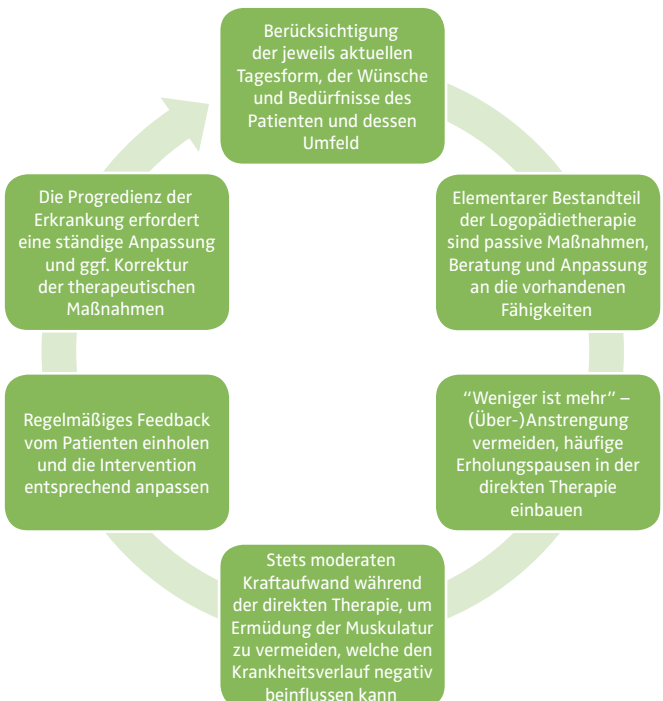 Berücksichtigung
der jeweils aktuellen
Tagesform, der Wünsche
und Bedürfnisse des
Patienten und dessen
Umfeld
Elementarer Bestandteil
der Logopädietherapie
sind passive Maßnahmen,
Beratung und Anpassung
an die vorhandenen
Fähigkeiten
"Weniger ist mehr" –
(Über-)Anstrengung
vermeiden, häufige
Erholungspausen in der
direkten Therapie
einbauen
Stets moderaten
Kraftaufwand während
der direkten Therapie, um
Ermüdung der Muskulatur
zu vermeiden, welche den
Krankheitsverlauf negativ
beinflussen kann
Regelmäßiges Feedback
vom Patienten einholen
und die Intervention
entsprechend anpassen
Die Progredienz der
Erkrankung erfordert
eine ständige Anpassung
und ggf. Korrektur
der therapeutischen
Maßnahmen